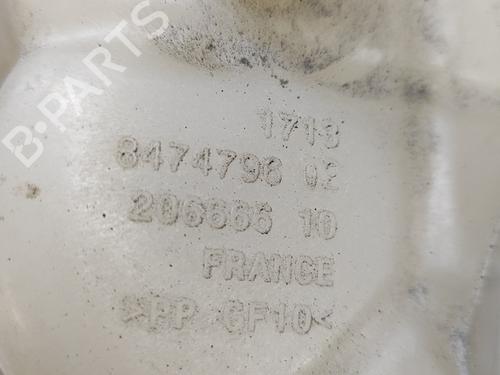 B-PARTS
1713
8474796 02
206666 10
FRANCE
>PP GF10<